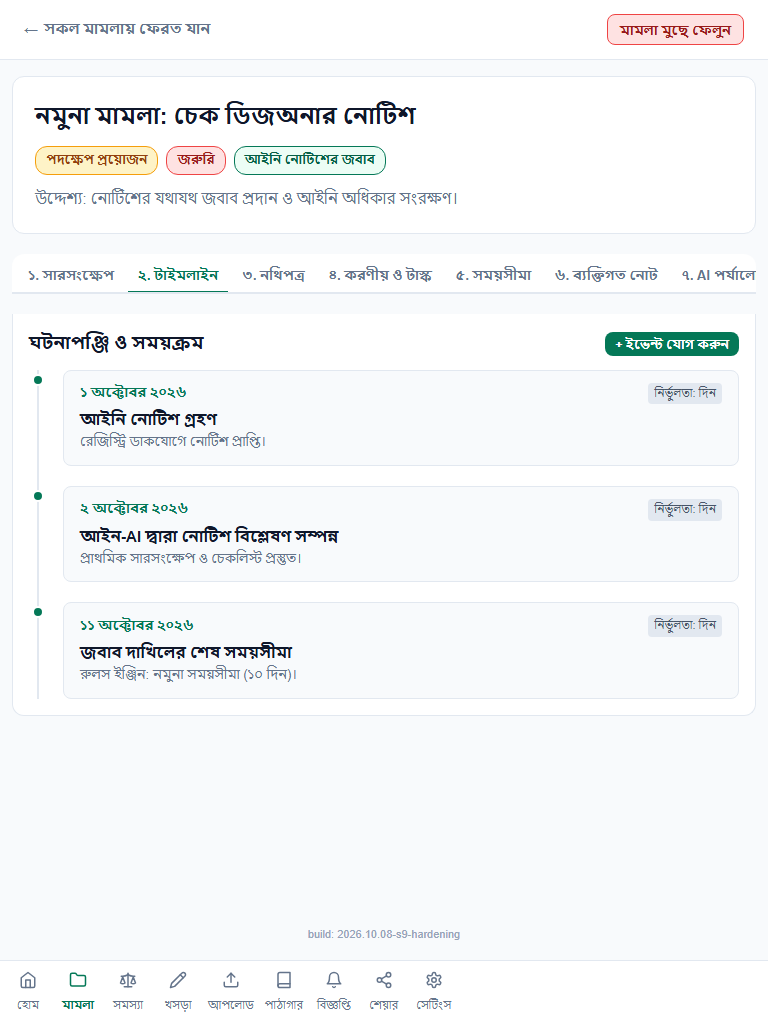 ← সকল মামলায় ফেরত যান
মামলা মুছে ফেলুন
নমুনা মামলা: চেক ডিজঅনার নোটিশ
পদক্ষেপ প্রয়োজন জরুরি আইনি নোটিশের জবাব
উদ্দেশ্য: নোটিশের যথাযথ জবাব প্রদান ও আইনি অধিকার সংরক্ষণ।
১. সারসংক্ষেপ ২. টাইমলাইন ৩. নথিপত্র ৪. করণীয় ও টাস্ক ৫. সময়সীমা ৬. ব্যক্তিগত নোট ৭. AI পর্যালে
ঘটনাপঞ্জি ও সময়ক্রম
+ ইভেন্ট যোগ করুন
১ অক্টোবর ২০২৬
নির্ভুলতা: দিন
আইনি নোটিশ গ্রহণ
রেজিস্ট্রি ডাকযোগে নোটিশ প্রাপ্তি।
২ অক্টোবর ২০২৬
নির্ভুলতা: দিন
আইন-AI দ্বারা নোটিশ বিশ্লেষণ সম্পন্ন
প্রাথমিক সারসংক্ষেপ ও চেকলিস্ট প্রস্তুত।
১১ অক্টোবর ২০২৬
নির্ভুলতা: দিন
জবাব দাখিলের শেষ সময়সীমা
রুলস ইঞ্জিন: নমুনা সময়সীমা (১০ দিন)।
build: 2026.10.08-s9-hardening
হোম মামলা সমস্যা খসড়া আপলোড পাঠাগার বিজ্ঞপ্তি শেয়ার সেটিংস